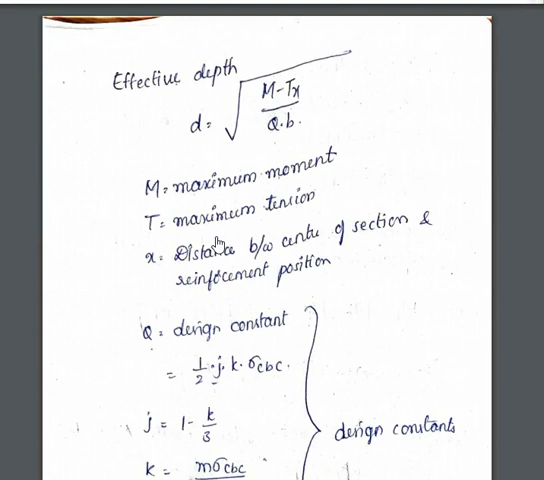 Effective depth
d = √ M-Tx
Q.b.
M = maximum moment
T = maximum tension
x = Distance b/w centre of section &
reinforcement position
Q = design constant
= 1/2 . j. k. σcbc.
j = 1 - k/3
design constants
k = mσcbc